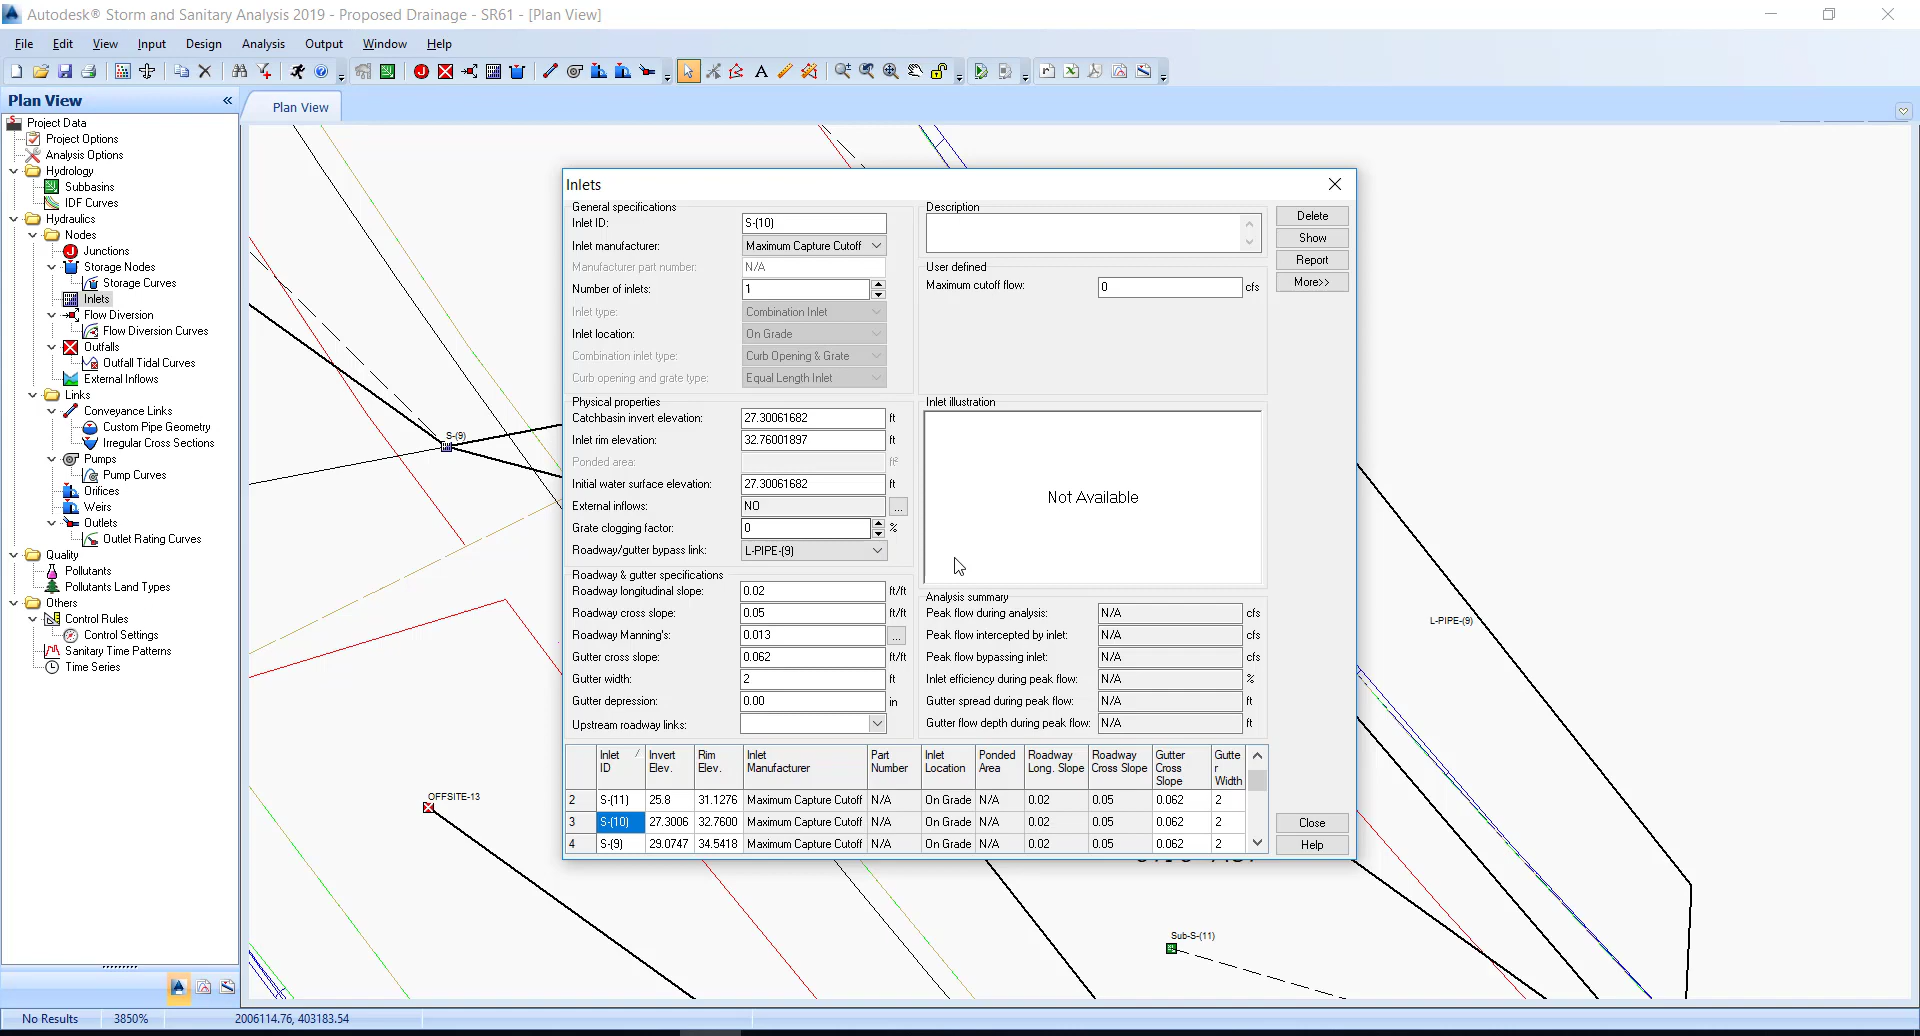 Autodesk® Storm and Sanitary Analysis 2019 - Proposed Drainage - SR61 - [Plan View]
File Edit View Input Design Analysis Output Window Help
Plan View «
Plan View
Project Data
Project Options
Analysis Options
Hydrology
Subbasins
IDF Curves
Hydraulics
Nodes
Junctions
Storage Nodes
Storage Curves
Inlets
Flow Diversion
Flow Diversion Curves
Outfalls
Outfall Tidal Curves
External Inflows
Links
Conveyance Links
Custom Pipe Geometry
Irregular Cross Sections
Pumps
Pump Curves
Orifices
Weirs
Outlets
Outlet Rating Curves
Quality
Pollutants
Pollutants Land Types
Others
Control Rules
Control Settings
Sanitary Time Patterns
Time Series
S-(9)
OFFSITE-13
L-PIPE-(9)
Sub-S-(11)
Inlets
General specifications
Inlet ID: S-(10)
Inlet manufacturer: Maximum Capture Cutoff
Manufacturer part number: N/A
Number of inlets: 1
Inlet type: Combination Inlet
Inlet location: On Grade
Combination inlet type: Curb Opening & Grate
Curb opening and grate type: Equal Length Inlet
Physical properties
Catchbasin invert elevation: 27.30061682 ft
Inlet rim elevation: 32.76001897 ft
Ponded area: ft²
Initial water surface elevation: 27.30061682 ft
External inflows: NO ...
Grate clogging factor: 0 %
Roadway/gutter bypass link: L-PIPE-(9)
Roadway & gutter specifications
Roadway longitudinal slope: 0.02 ft/ft
Roadway cross slope: 0.05 ft/ft
Roadway Manning's: 0.013 ...
Gutter cross slope: 0.062 ft/ft
Gutter width: 2 ft
Gutter depression: 0.00 in
Upstream roadway links:
Description
User defined
Maximum cutoff flow: 0 cfs
Inlet illustration
Not Available
Analysis summary
Peak flow during analysis: N/A cfs
Peak flow intercepted by inlet: N/A cfs
Peak flow bypassing inlet: N/A cfs
Inlet efficiency during peak flow: N/A %
Gutter spread during peak flow: N/A ft
Gutter flow depth during peak flow: N/A ft
Delete
Show
Report
More>>
Inlet Invert Rim Inlet Part Inlet Ponded Roadway Roadway Gutter Gutte
ID Elev. Elev. Manufacturer Number Location Area Long. Slope Cross Slope Cross r
Slope Width
2 S-(11) 25.8 31.1276 Maximum Capture Cutoff N/A On Grade N/A 0.02 0.05 0.062 2
3 S-(10) 27.3006 32.7600 Maximum Capture Cutoff N/A On Grade N/A 0.02 0.05 0.062 2
4 S-(9) 29.0747 34.5418 Maximum Capture Cutoff N/A On Grade N/A 0.02 0.05 0.062 2
Close
Help
No Results 3850% 2006114.76, 403183.54